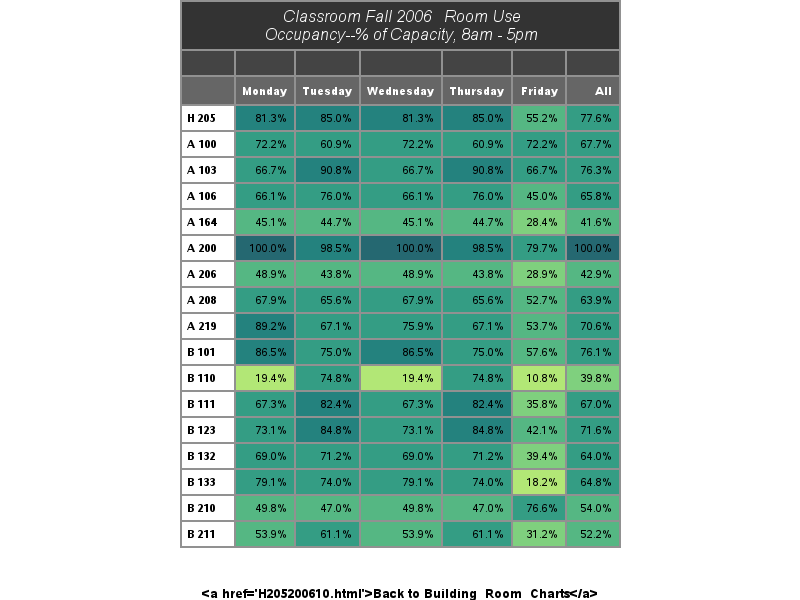 Classroom Fall 2006 Room Use
Occupancy--% of Capacity, 8am - 5pm
Monday Tuesday Wednesday Thursday Friday All
H 205 81.3% 85.0% 81.3% 85.0% 55.2% 77.6%
A 100 72.2% 60.9% 72.2% 60.9% 72.2% 67.7%
A 103 66.7% 90.8% 66.7% 90.8% 66.7% 76.3%
A 106 66.1% 76.0% 66.1% 76.0% 45.0% 65.8%
A 164 45.1% 44.7% 45.1% 44.7% 28.4% 41.6%
A 200 100.0% 98.5% 100.0% 98.5% 79.7% 100.0%
A 206 48.9% 43.8% 48.9% 43.8% 28.9% 42.9%
A 208 67.9% 65.6% 67.9% 65.6% 52.7% 63.9%
A 219 89.2% 67.1% 75.9% 67.1% 53.7% 70.6%
B 101 86.5% 75.0% 86.5% 75.0% 57.6% 76.1%
B 110 19.4% 74.8% 19.4% 74.8% 10.8% 39.8%
B 111 67.3% 82.4% 67.3% 82.4% 35.8% 67.0%
B 123 73.1% 84.8% 73.1% 84.8% 42.1% 71.6%
B 132 69.0% 71.2% 69.0% 71.2% 39.4% 64.0%
B 133 79.1% 74.0% 79.1% 74.0% 18.2% 64.8%
B 210 49.8% 47.0% 49.8% 47.0% 76.6% 54.0%
B 211 53.9% 61.1% 53.9% 61.1% 31.2% 52.2%
<a href='H205200610.html'>Back to Building Room Charts</a>